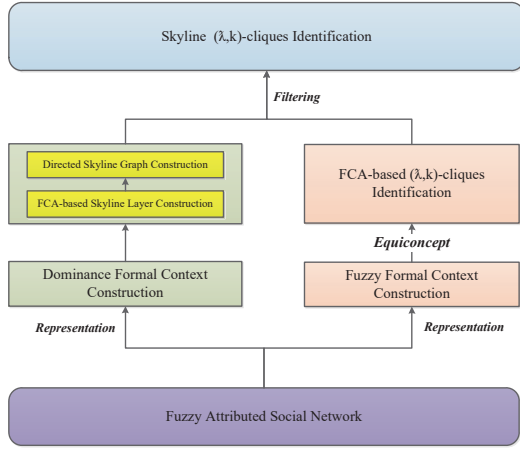 Skyline (λ,k)-cliques Identification
Filtering
Directed Skyline Graph Construction
FCA-based Skyline Layer Construction
FCA-based (λ,k)-cliques
Identification
Equiconcept
Dominance Formal Context
Construction
Fuzzy Formal Context
Construction
Representation
Representation
Fuzzy Attributed Social Network